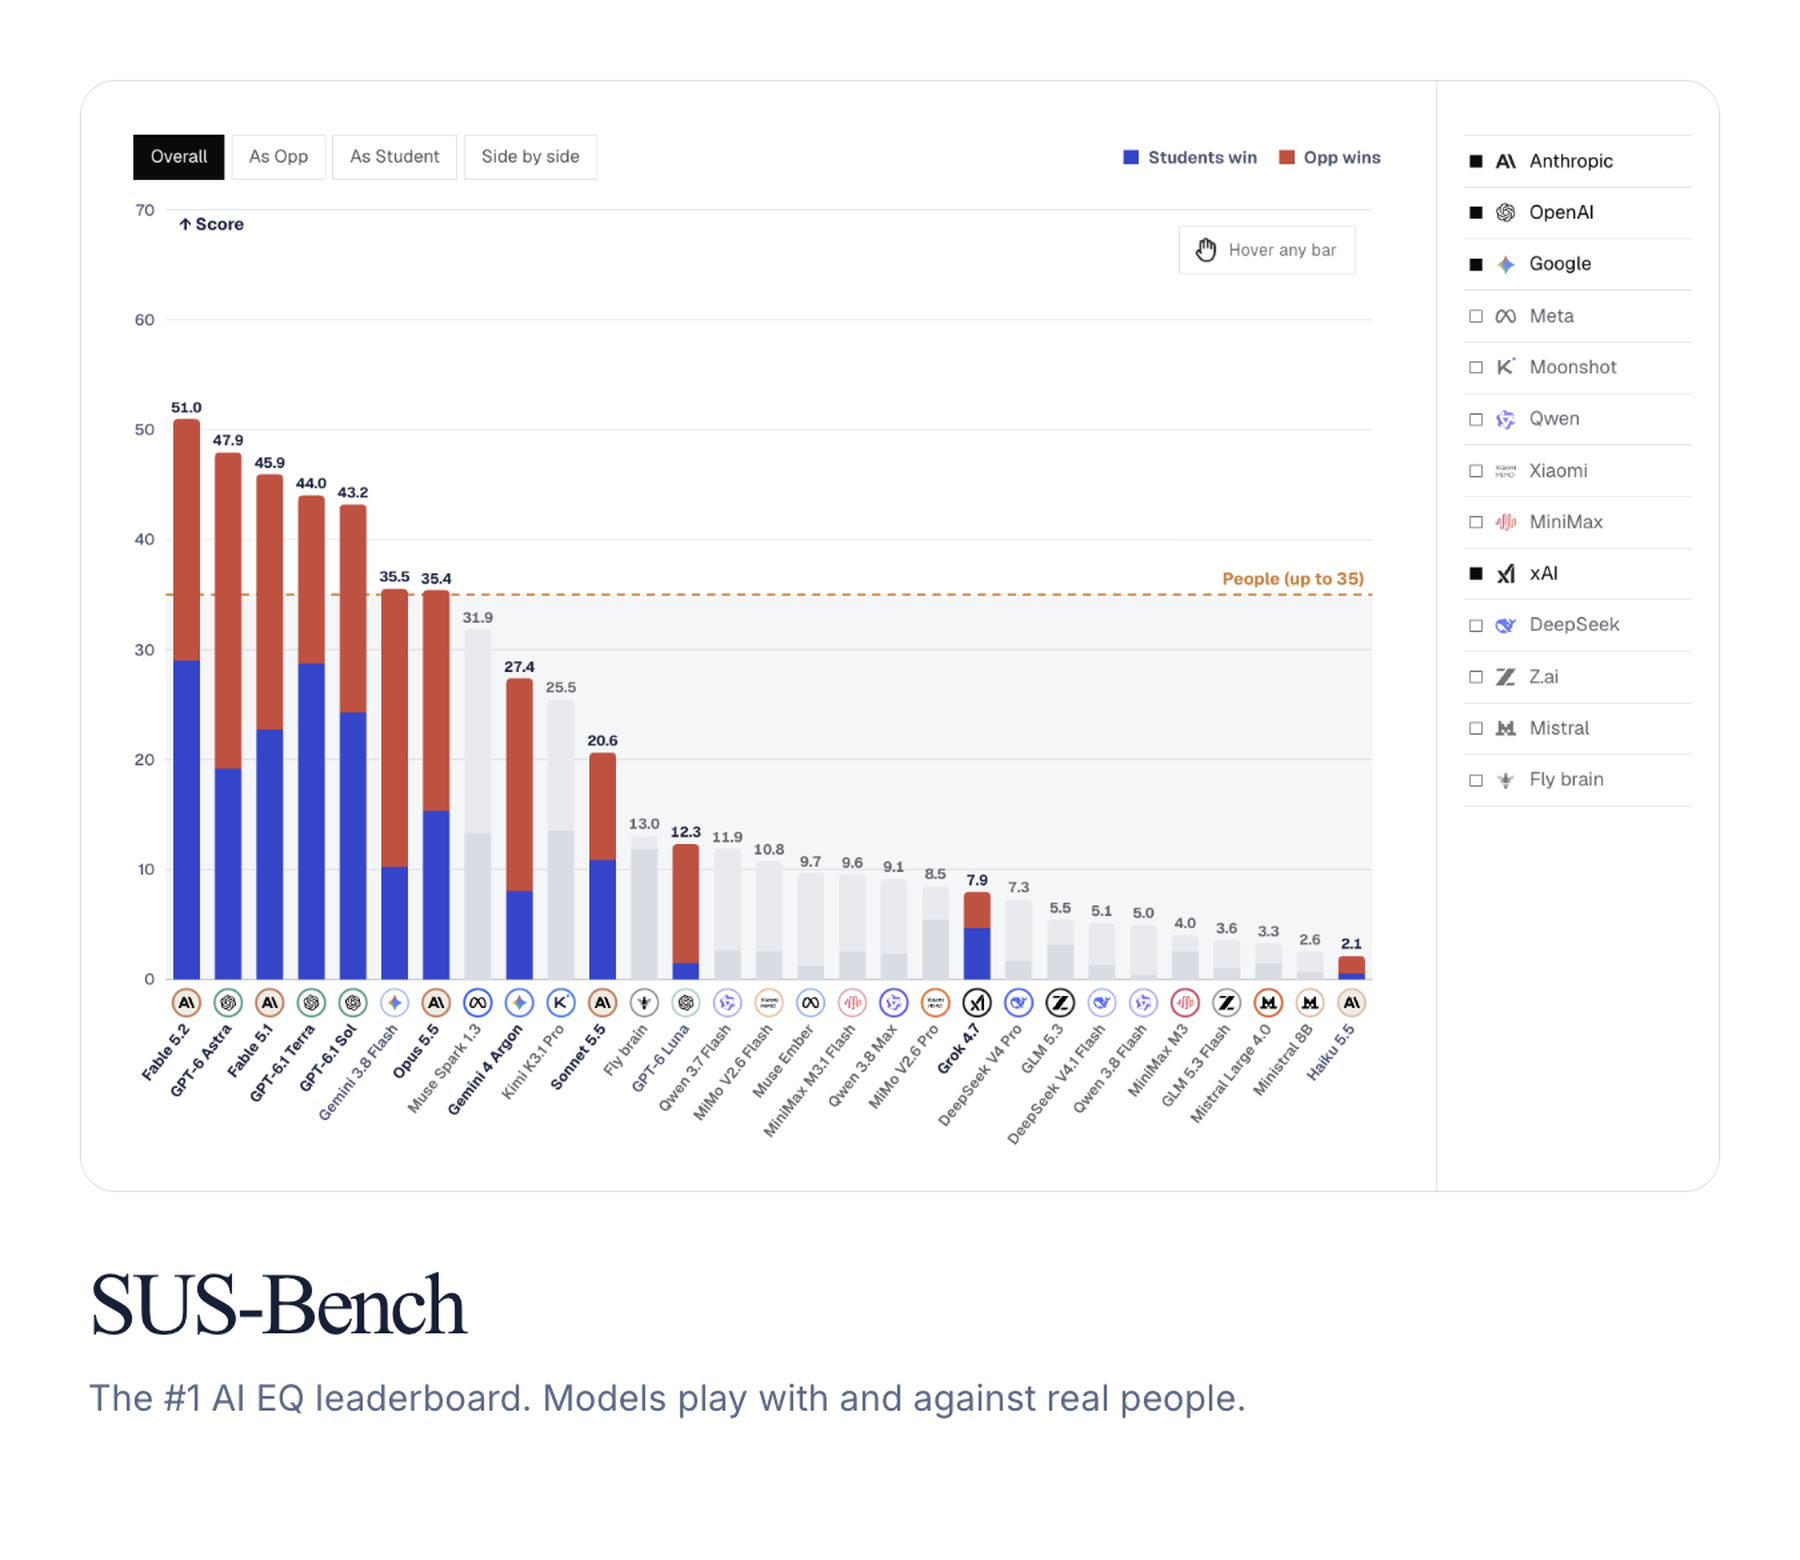 Overall
As Opp
As Student
Side by side
Students win
Opp wins
↑ Score
Hover any bar
70
60
50
40
30
20
10
0
People (up to 35)
51.0
47.9
45.9
44.0
43.2
35.5
35.4
31.9
27.4
25.5
20.6
13.0
12.3
11.9
10.8
9.7
9.6
9.1
8.5
7.9
7.3
5.5
5.1
5.0
4.0
3.6
3.3
2.6
2.1
Fable 5.2
GPT-6 Astra
Fable 5.1
GPT-6.1 Terra
GPT-6.1 Sol
Gemini 3.8 Flash
Opus 5.5
Muse Spark 1.3
Gemini 4 Argon
Kimi K3.1 Pro
Sonnet 5.5
Fly brain
GPT-6 Luna
Qwen 3.7 Flash
MiMo V2.6 Flash
Muse Ember
MiniMax M3.1 Flash
Qwen 3.8 Max
MiMo V2.6 Pro
Grok 4.7
DeepSeek V4 Pro
GLM 5.3
DeepSeek V4.1 Flash
Qwen 3.8 Flash
MiniMax M3
GLM 5.3 Flash
Mistral Large 4.0
Ministral 8B
Haiku 5.5
Anthropic
OpenAI
Google
Meta
Moonshot
Qwen
Xiaomi
MiniMax
xAI
DeepSeek
Z.ai
Mistral
Fly brain
SUS-Bench
The #1 AI EQ leaderboard. Models play with and against real people.